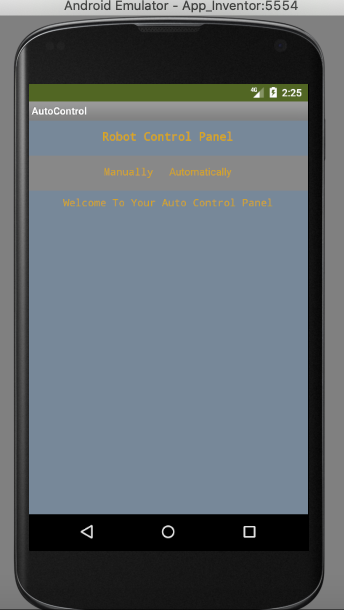 Android Emulator - App_Inventor:5554
4G 2:25
AutoControl
Robot Control Panel
Manually Automatically
Welcome To Your Auto Control Panel